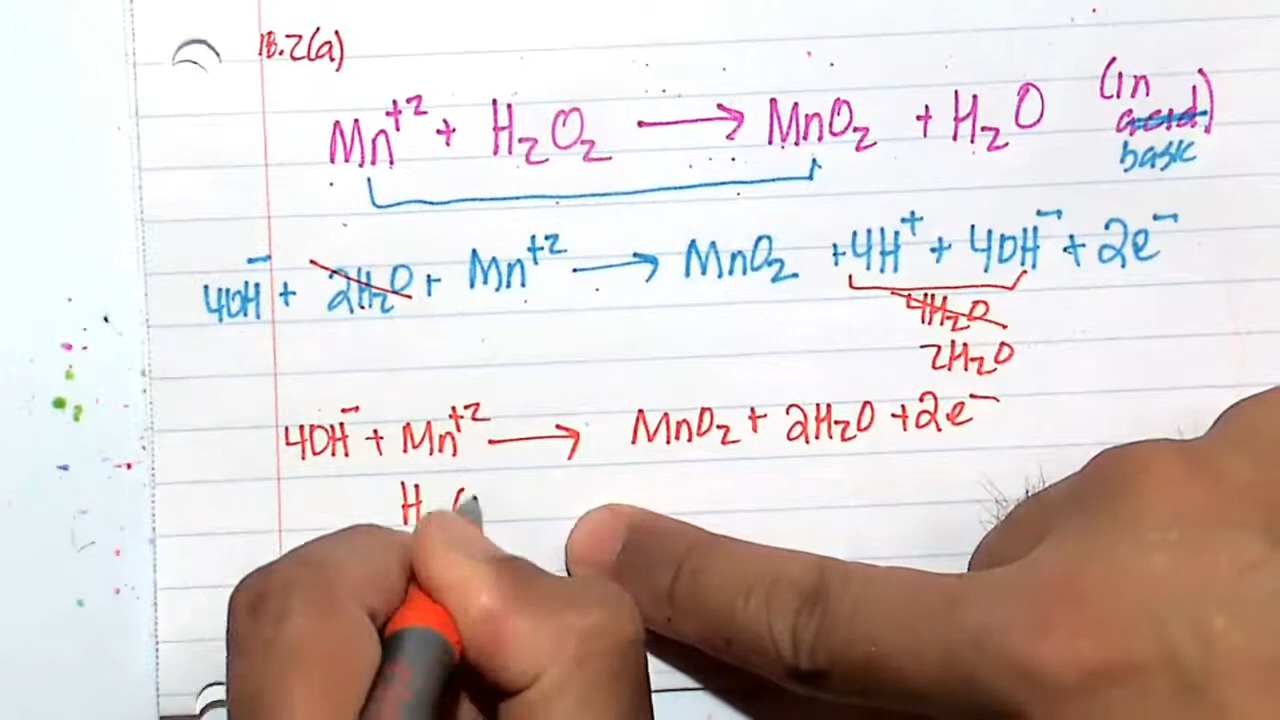 18.2(a)
Mn⁺² + H₂O₂ ⟶ MnO₂ + H₂O (in acid) basic
4OH⁻ + 2H₂O + Mn⁺² ⟶ MnO₂ + 4H⁺ + 4OH⁻ + 2e⁻
4H₂O
2H₂O
4OH⁻ + Mn⁺² ⟶ MnO₂ + 2H₂O + 2e⁻
H